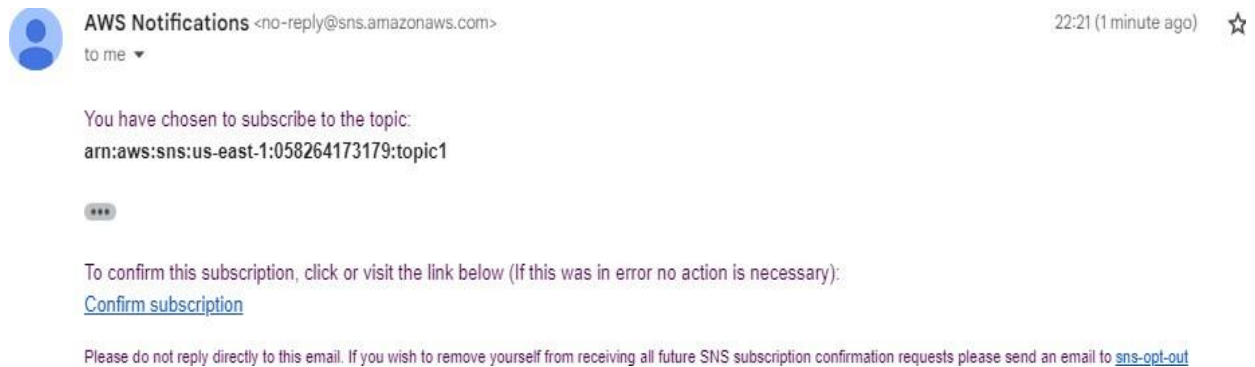 AWS Notifications <no-reply@sns.amazonaws.com> 22:21 (1 minute ago)
to me
You have chosen to subscribe to the topic:
arn:aws:sns:us-east-1:058264173179:topic1
To confirm this subscription, click or visit the link below (If this was in error no action is necessary):
Confirm subscription
Please do not reply directly to this email. If you wish to remove yourself from receiving all future SNS subscription confirmation requests please send an email to sns-opt-out